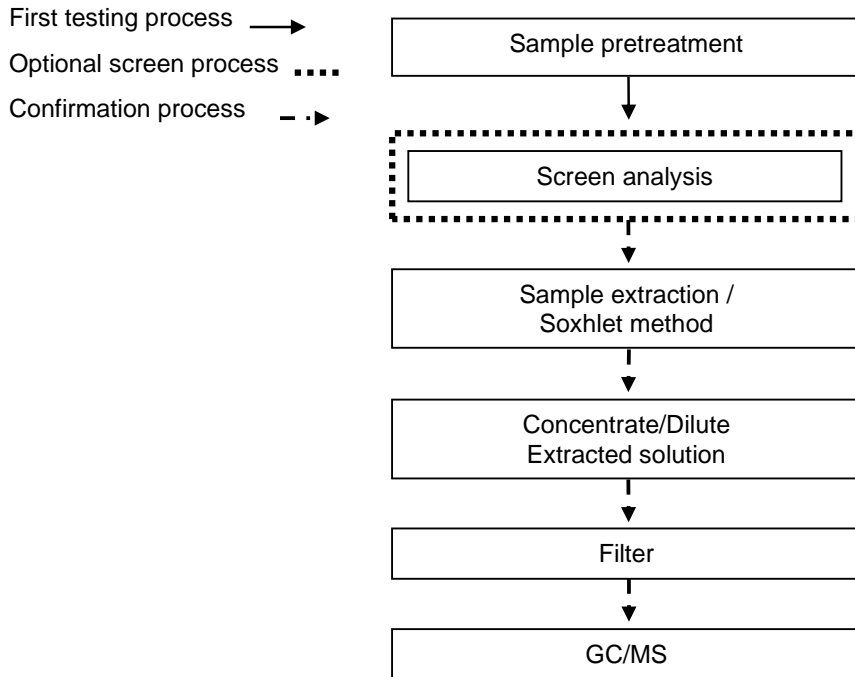 First testing process
Optional screen process
Confirmation process
Sample pretreatment
Screen analysis
Sample extraction /
Soxhlet method
Concentrate/Dilute
Extracted solution
Filter
GC/MS